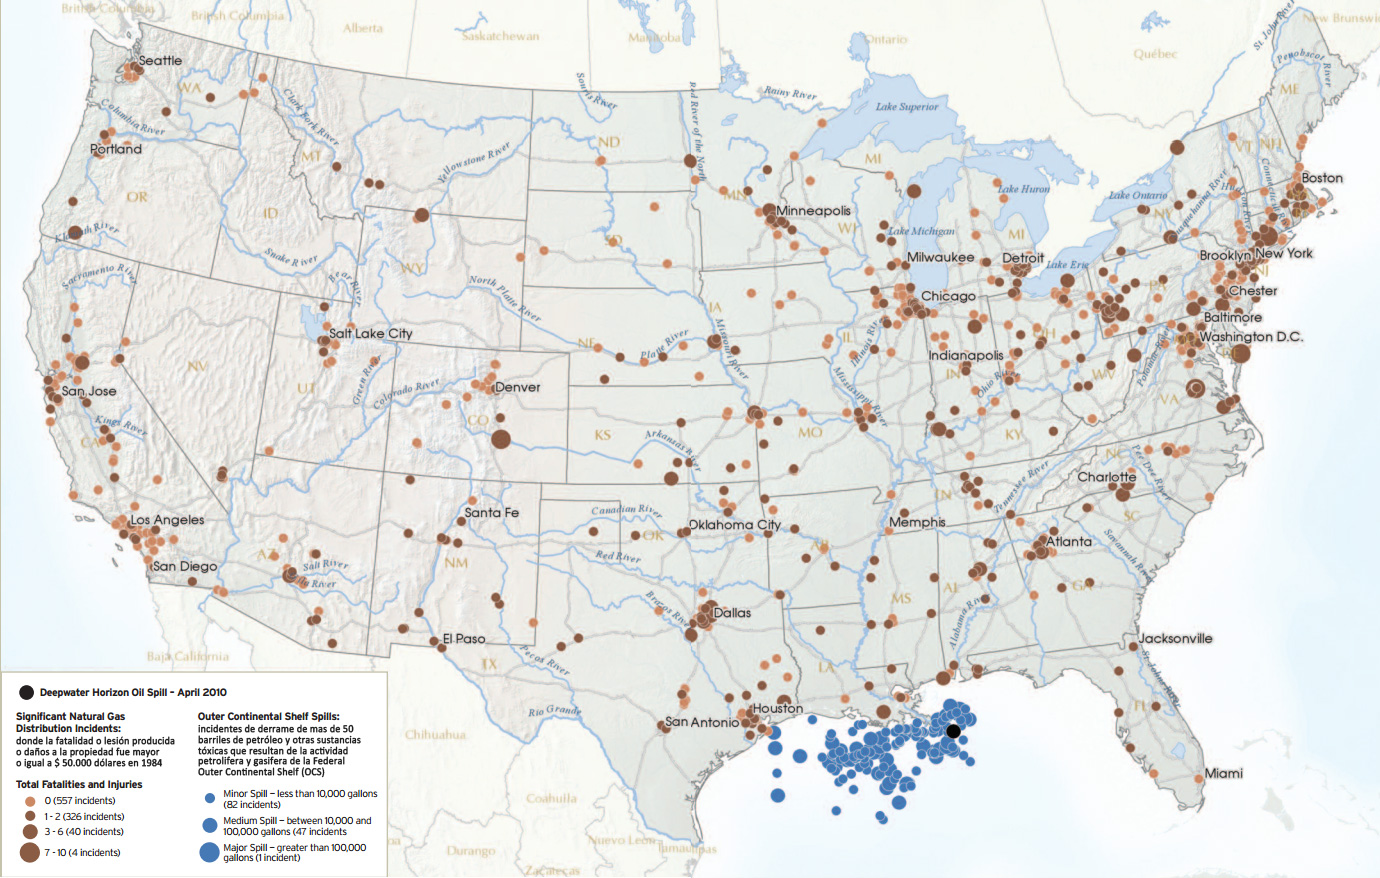 British Columbia
British Columbia
Alberta
Saskatchewan
Manitoba
Ontario
Québec
New Brunswi
St. John River
Penobscot River
ME
Seattle
WA
Columbia River
Portland
OR
Clark Fork River
MT
ID
Yellowstone River
Souris River
ND
Red River of the North
Rainy River
Lake Superior
MN
Minneapolis
MI
WI
Lake Michigan
Lake Huron
MI
Lake Ontario
VT
NH
Connecticut R
Boston
NY
Susquehanna River
Klamath River
Sacramento River
Snake River
Bear River
WY
North Platte River
Milwaukee
Detroit
Lake Erie
Brooklyn
New York
NJ
Chester
Baltimore
Washington D.C.
Chicago
IA
Missouri River
Platte River
NE
IL
Illinois Riv
Indianapolis
IN
OH
Ohio River
WV
Potomac River
VA
Salt Lake City
NV
UT
Green River
Colorado River
Denver
CO
San Jose
Kings River
CA
KS
Arkansas River
MO
Mississippi River
KY
Tennessee River
TN
NC
Charlotte
Pee Dee River
SC
Savannah River
Los Angeles
San Diego
AZ
Salt River
la River
Santa Fe
NM
Canadian River
OK
Oklahoma City
Red River
Memphis
Atlanta
GA
AL
Alabama Riv
MS
Brazos Riv
Dallas
El Paso
Pecos River
TX
LA
Jacksonville
St. Johns River
FL
Miami
Houston
San Antonio
Rio Grande
Baja California
Chihuahua
Coahuila
Nuevo León
Tamaulipas
Durango
Zacatecas
Deepwater Horizon Oil Spill – April 2010
Significant Natural Gas
Distribution Incidents:
donde la fatalidad o lesión producida
o daños a la propiedad fue mayor
o igual a $ 50.000 dólares en 1984
Total Fatalities and Injuries
0 (557 incidents)
1 - 2 (326 incidents)
3 - 6 (40 incidents)
7 - 10 (4 incidents)
Outer Continental Shelf Spills:
incidentes de derrame de mas de 50
barriles de petróleo y otras sustancias
tóxicas que resultan de la actividad
petrolifera y gasifera de la Federal
Outer Continental Shelf (OCS)
Minor Spill – less than 10,000 gallons
(82 incidents)
Medium Spill – between 10,000 and
100,000 gallons (47 incidents
Major Spill – greater than 100,000
gallons (1 incident)